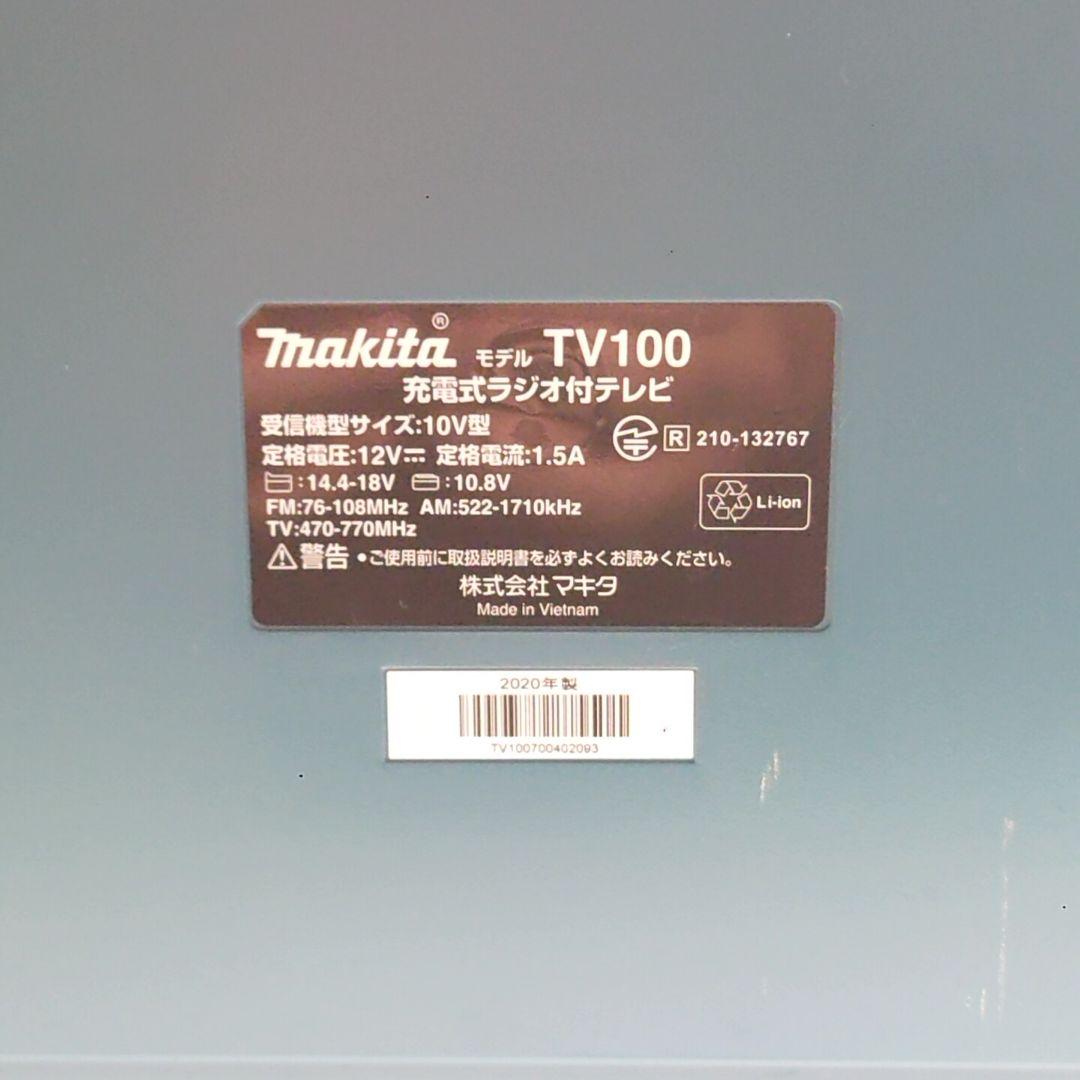 makita® モデル TV100
充電式ラジオ付テレビ
受信機型サイズ:10V型
定格電圧:12V⎓ 定格電流:1.5A
R 210-132767
:14.4-18V :10.8V
Li-ion
FM:76-108MHz AM:522-1710kHz
TV:470-770MHz
⚠警告 •ご使用前に取扱説明書を必ずよくお読みください。
株式会社マキタ
Made in Vietnam
2020年製
TV100700402093